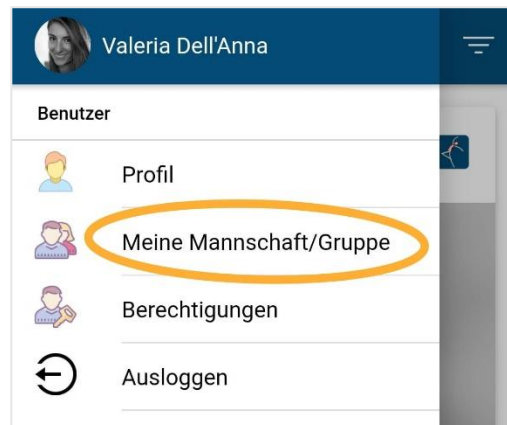 Valeria Dell'Anna
Benutzer
Profil
Meine Mannschaft/Gruppe
Berechtigungen
Ausloggen